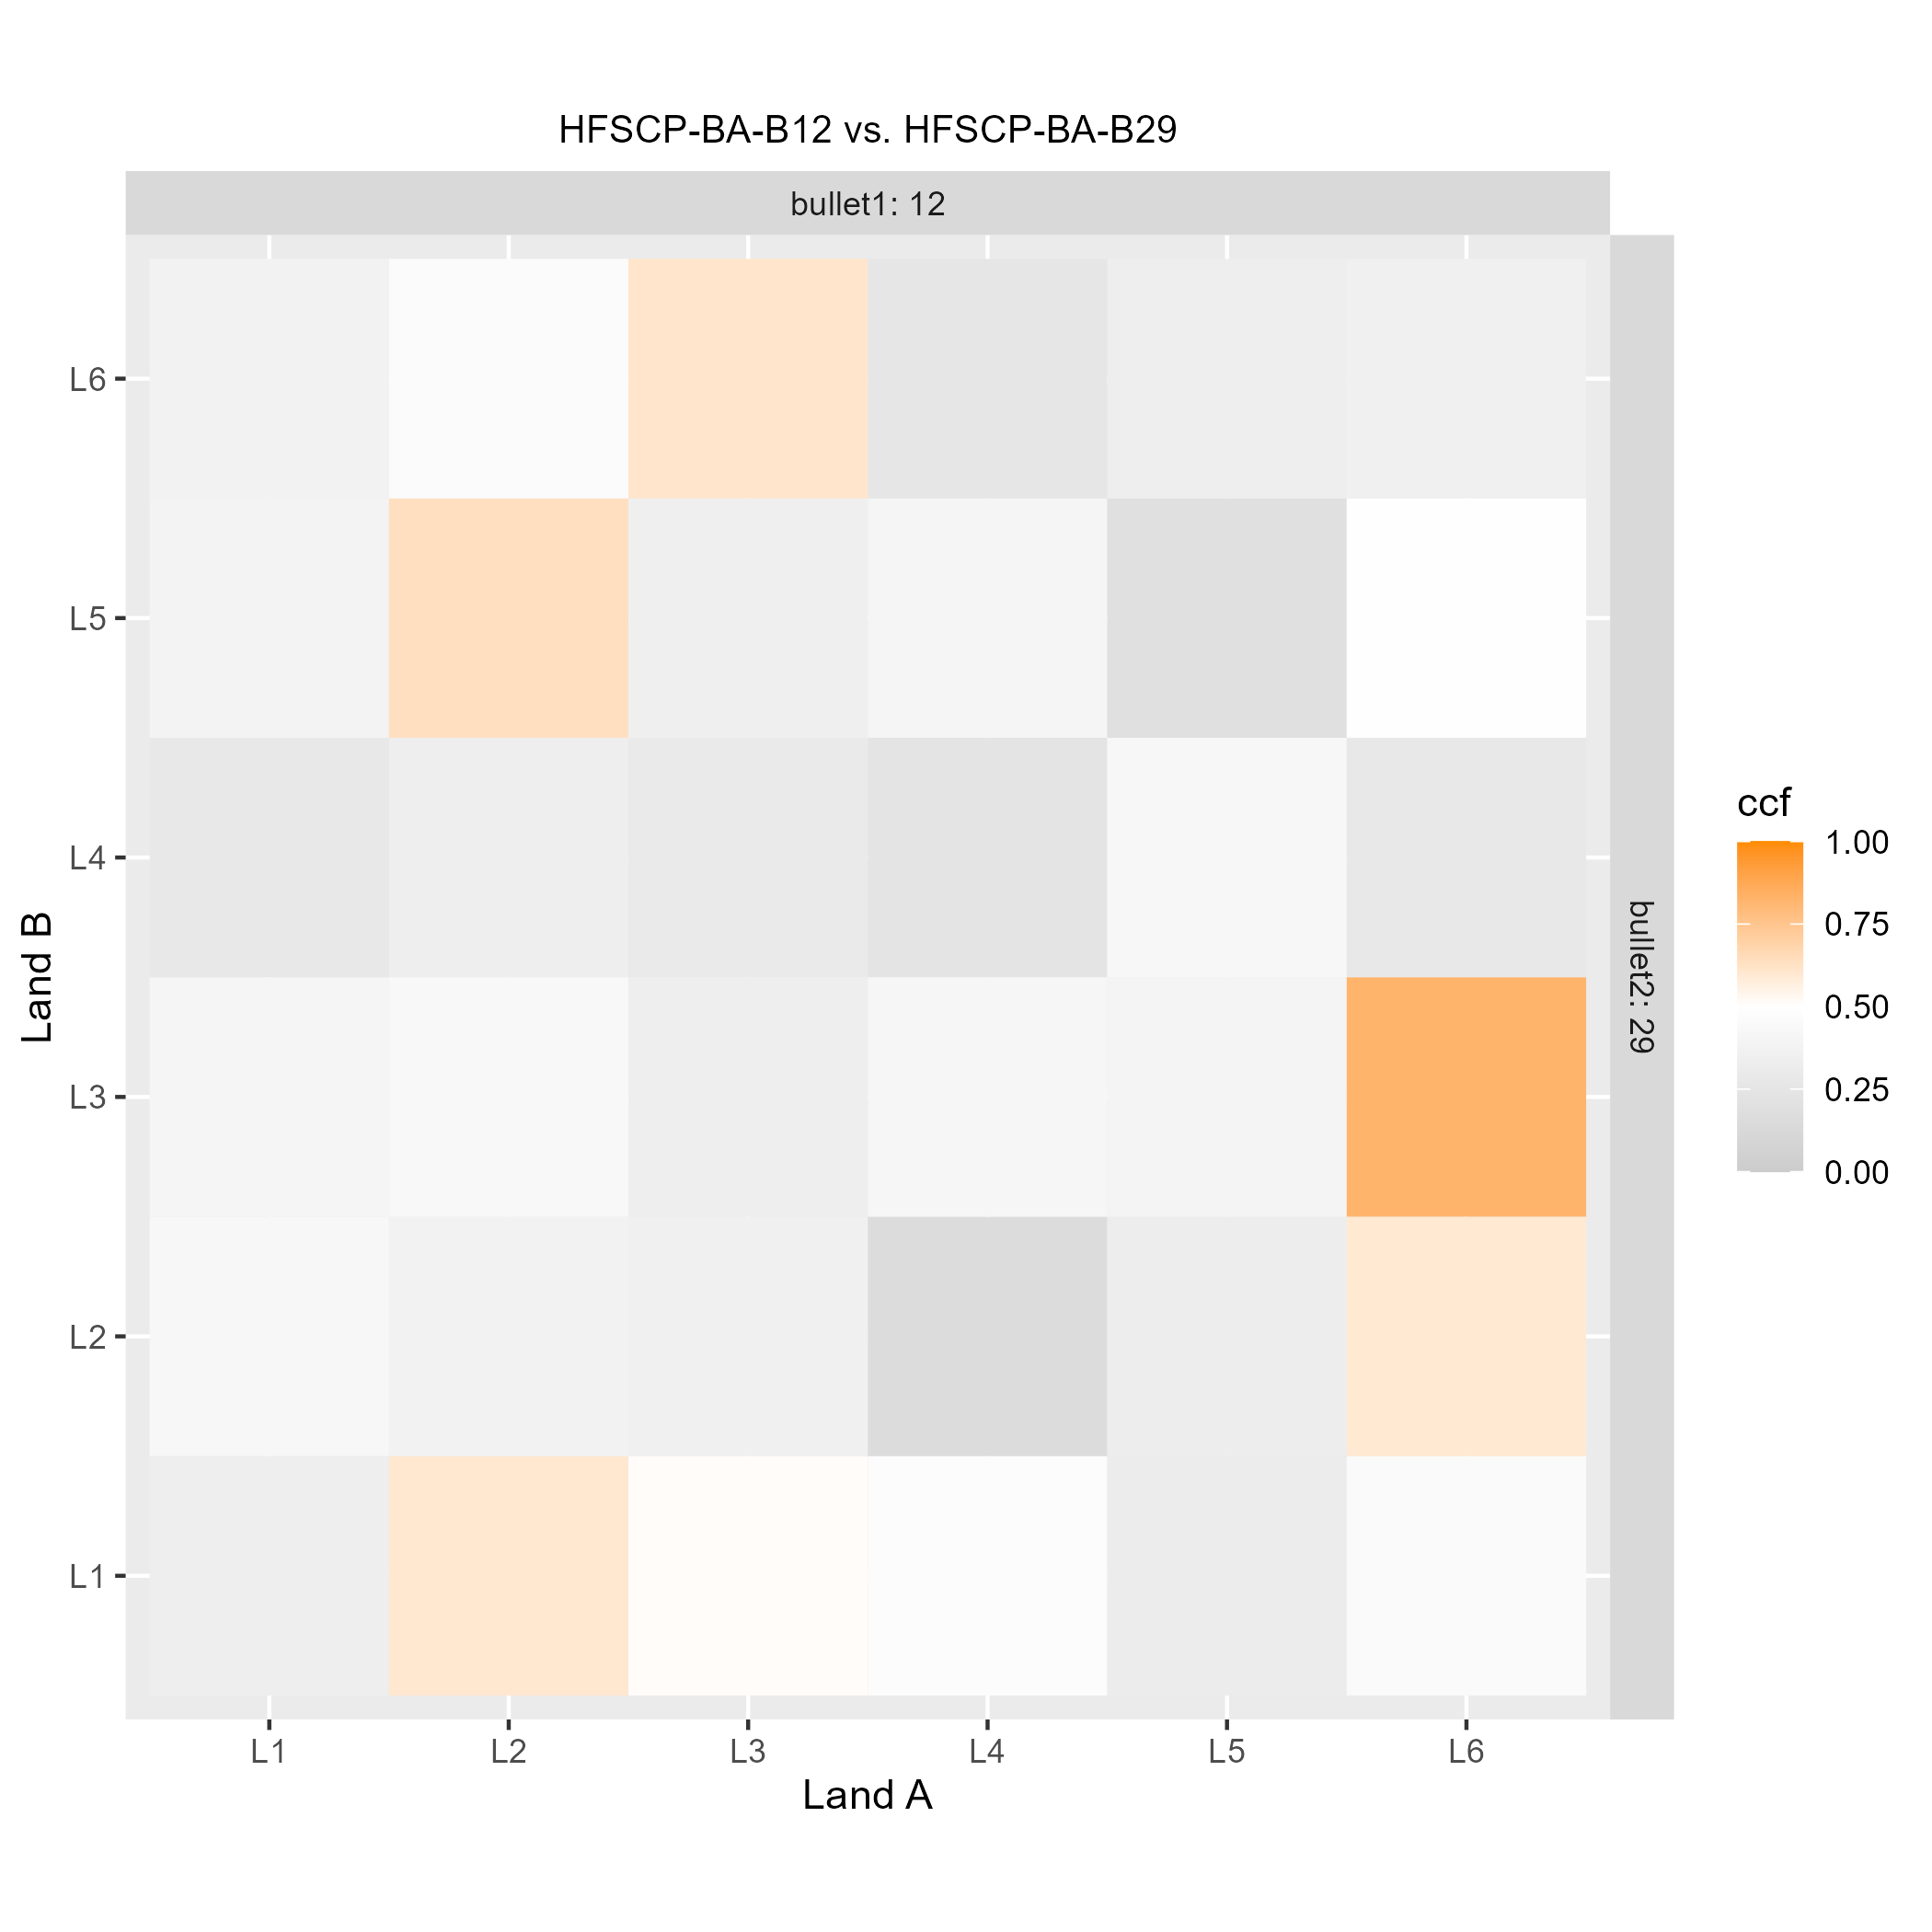 HFSCP-BA-B12 vs. HFSCP-BA-B29
bullet1: 12
L6
L5
L4
L3
L2
L1
Land B
bullet2: 29
L1 L2 L3 L4 L5 L6
Land A
ccf
1.00
0.75
0.50
0.25
0.00